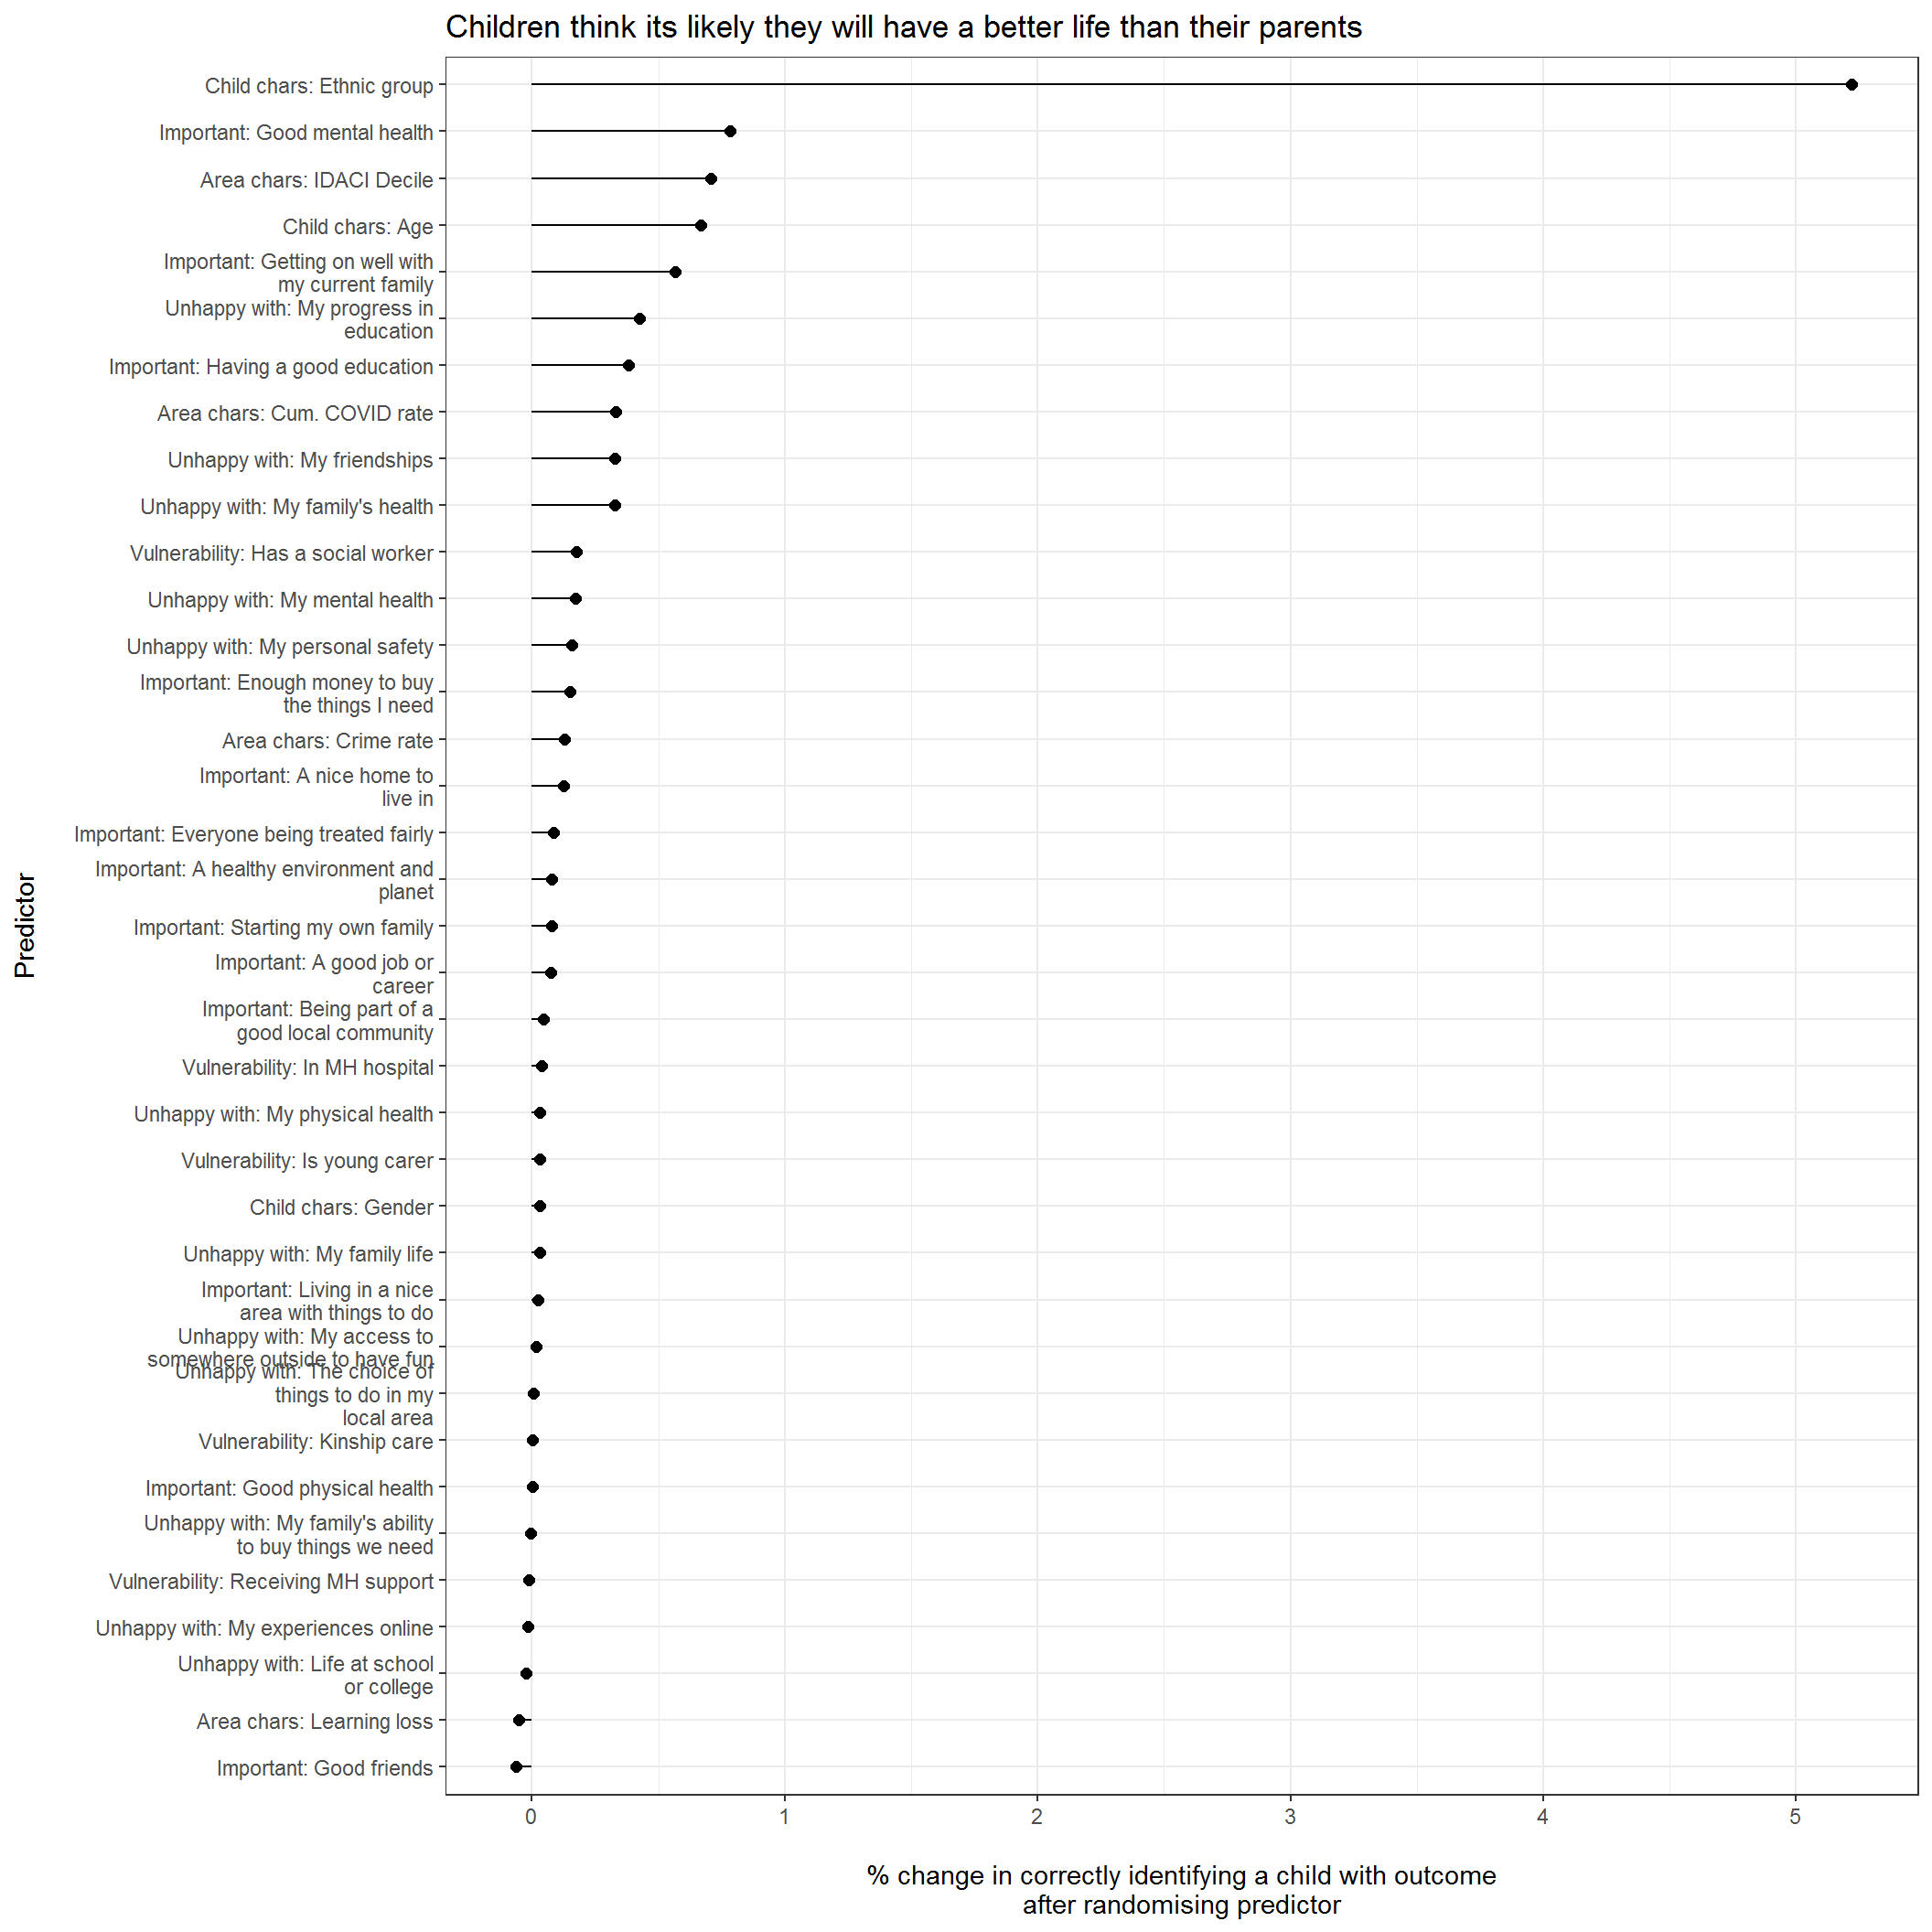 Children think its likely they will have a better life than their parents
Predictor
Child chars: Ethnic group
Important: Good mental health
Area chars: IDACI Decile
Child chars: Age
Important: Getting on well with
my current family
Unhappy with: My progress in
education
Important: Having a good education
Area chars: Cum. COVID rate
Unhappy with: My friendships
Unhappy with: My family's health
Vulnerability: Has a social worker
Unhappy with: My mental health
Unhappy with: My personal safety
Important: Enough money to buy
the things I need
Area chars: Crime rate
Important: A nice home to
live in
Important: Everyone being treated fairly
Important: A healthy environment and
planet
Important: Starting my own family
Important: A good job or
career
Important: Being part of a
good local community
Vulnerability: In MH hospital
Unhappy with: My physical health
Vulnerability: Is young carer
Child chars: Gender
Unhappy with: My family life
Important: Living in a nice
area with things to do
Unhappy with: My access to
somewhere outside to have fun
Unhappy with: The choice of
things to do in my
local area
Vulnerability: Kinship care
Important: Good physical health
Unhappy with: My family's ability
to buy things we need
Vulnerability: Receiving MH support
Unhappy with: My experiences online
Unhappy with: Life at school
or college
Area chars: Learning loss
Important: Good friends
0 1 2 3 4 5
% change in correctly identifying a child with outcome
after randomising predictor